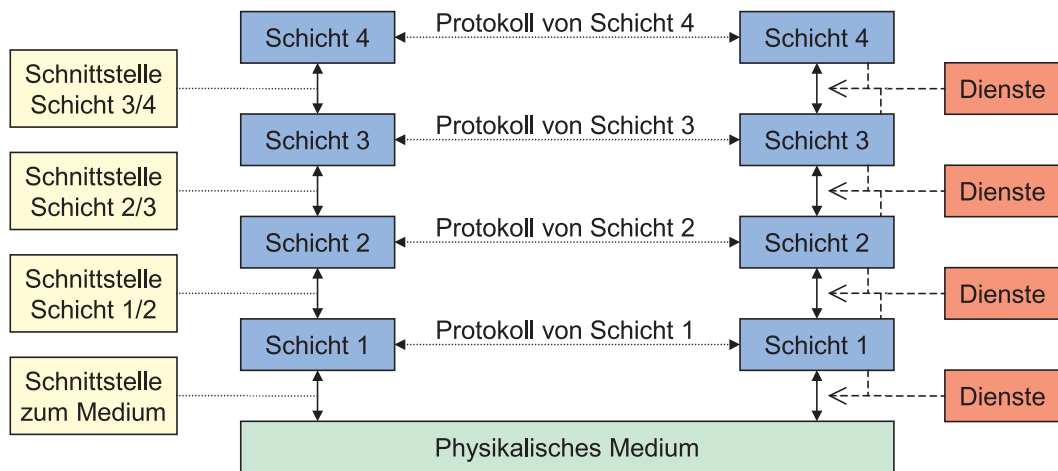 Schicht 4
Protokoll von Schicht 4
Schicht 4
Schnittstelle
Schicht 3/4
Dienste
Schicht 3
Protokoll von Schicht 3
Schicht 3
Schnittstelle
Schicht 2/3
Dienste
Schicht 2
Protokoll von Schicht 2
Schicht 2
Schnittstelle
Schicht 1/2
Dienste
Schicht 1
Protokoll von Schicht 1
Schicht 1
Schnittstelle
zum Medium
Dienste
Physikalisches Medium